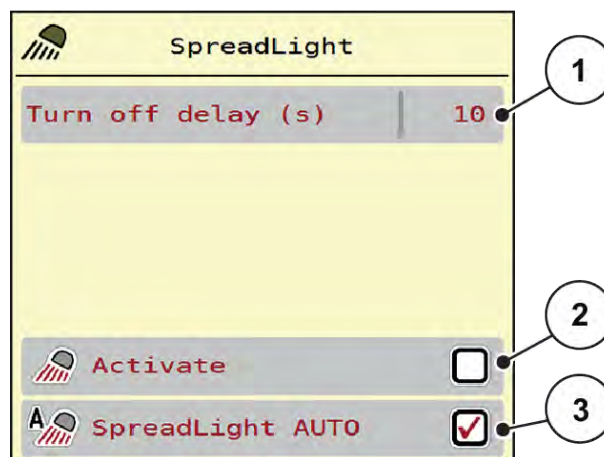 SpreadLight
1
Turn off delay (s) 10
2
Activate
A SpreadLight AUTO
3